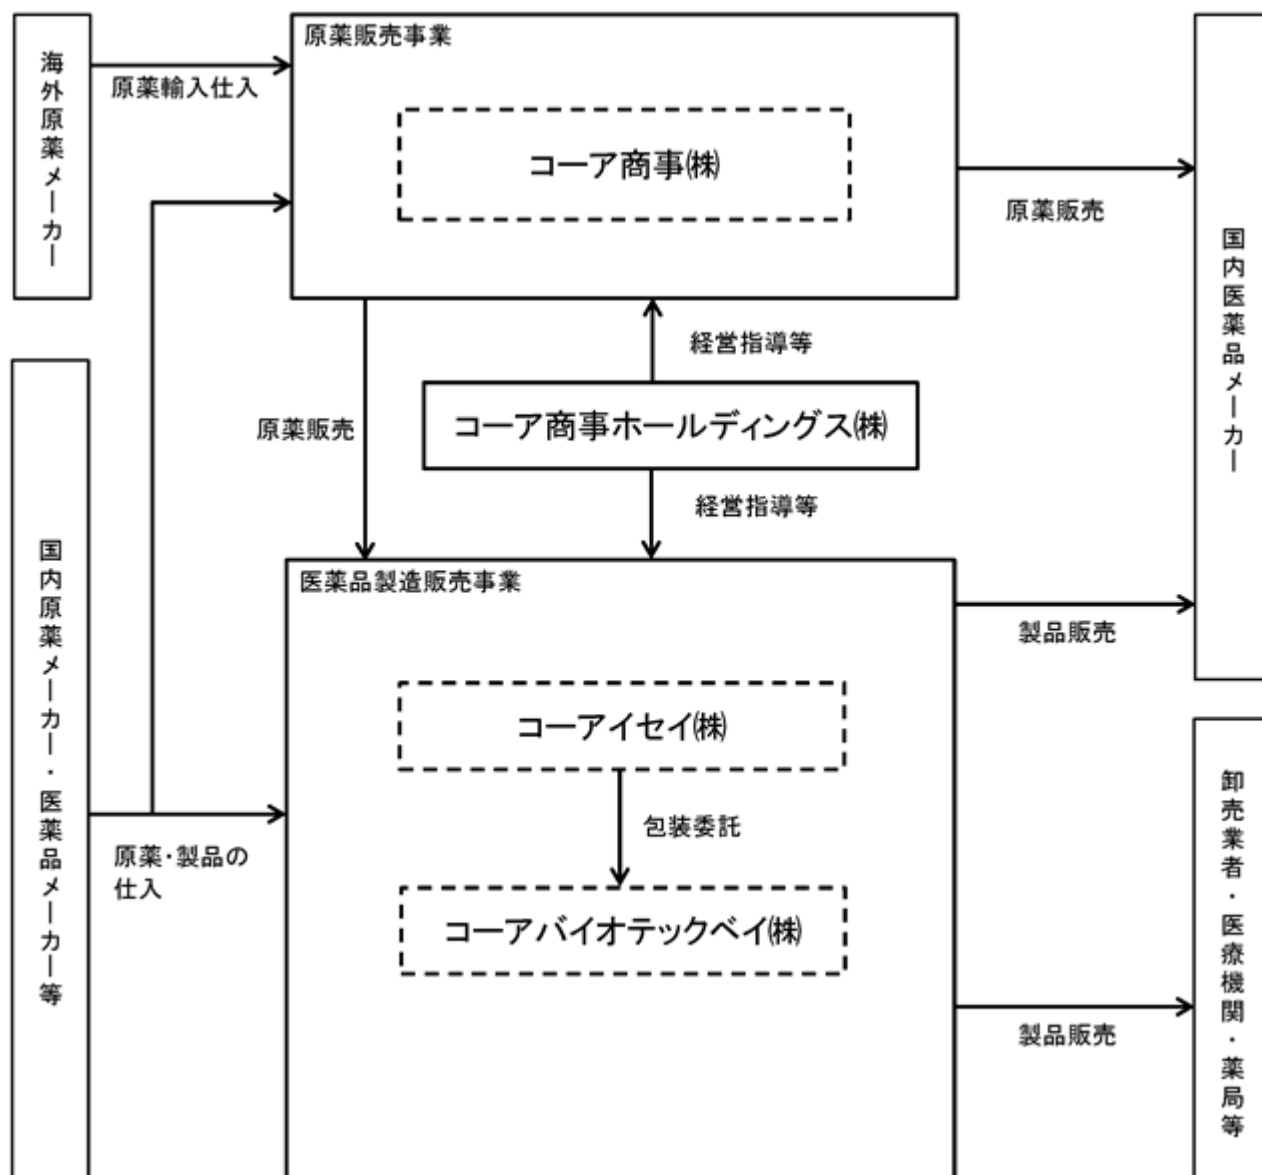 海外原薬メーカー
原薬輸入仕入
原薬販売事業
コーア商事㈱
原薬販売
国内医薬品メーカー
経営指導等
原薬販売
コーア商事ホールディングス㈱
経営指導等
国内原薬メーカー・医薬品メーカー等
原薬・製品の
仕入
医薬品製造販売事業
コーアイセイ㈱
包装委託
コーアバイオテックベイ㈱
製品販売
製品販売
卸売業者・医療機関・薬局等